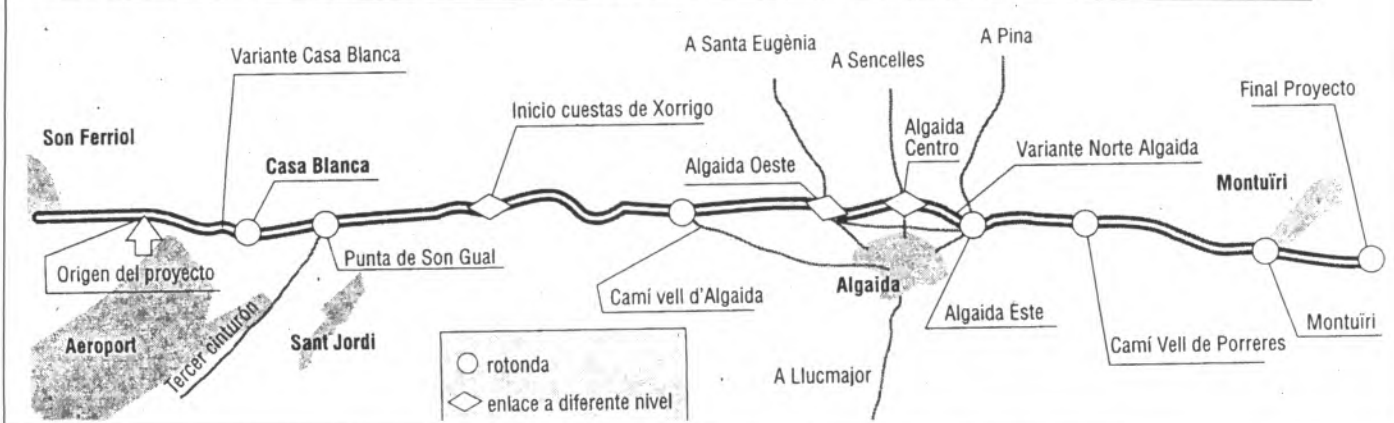 Variante Casa Blanca
A Santa Eugènia
A Sencelles
A Pina
Final Proyecto
Son Ferriol
Inicio cuestas de Xorrigo
Algaida
Centro
Casa Blanca
Algaida Oeste
Variante Norte Algaida
Montuïri
Origen del proyecto
Punta de Son Gual
Camí vell d'Algaida
Algaida
Algaida Este
Aeroport
Tercer cinturón
Sant Jordi
Camí Vell de Porreres
Montuïri
A Llucmajor
rotonda
enlace a diferente nivel